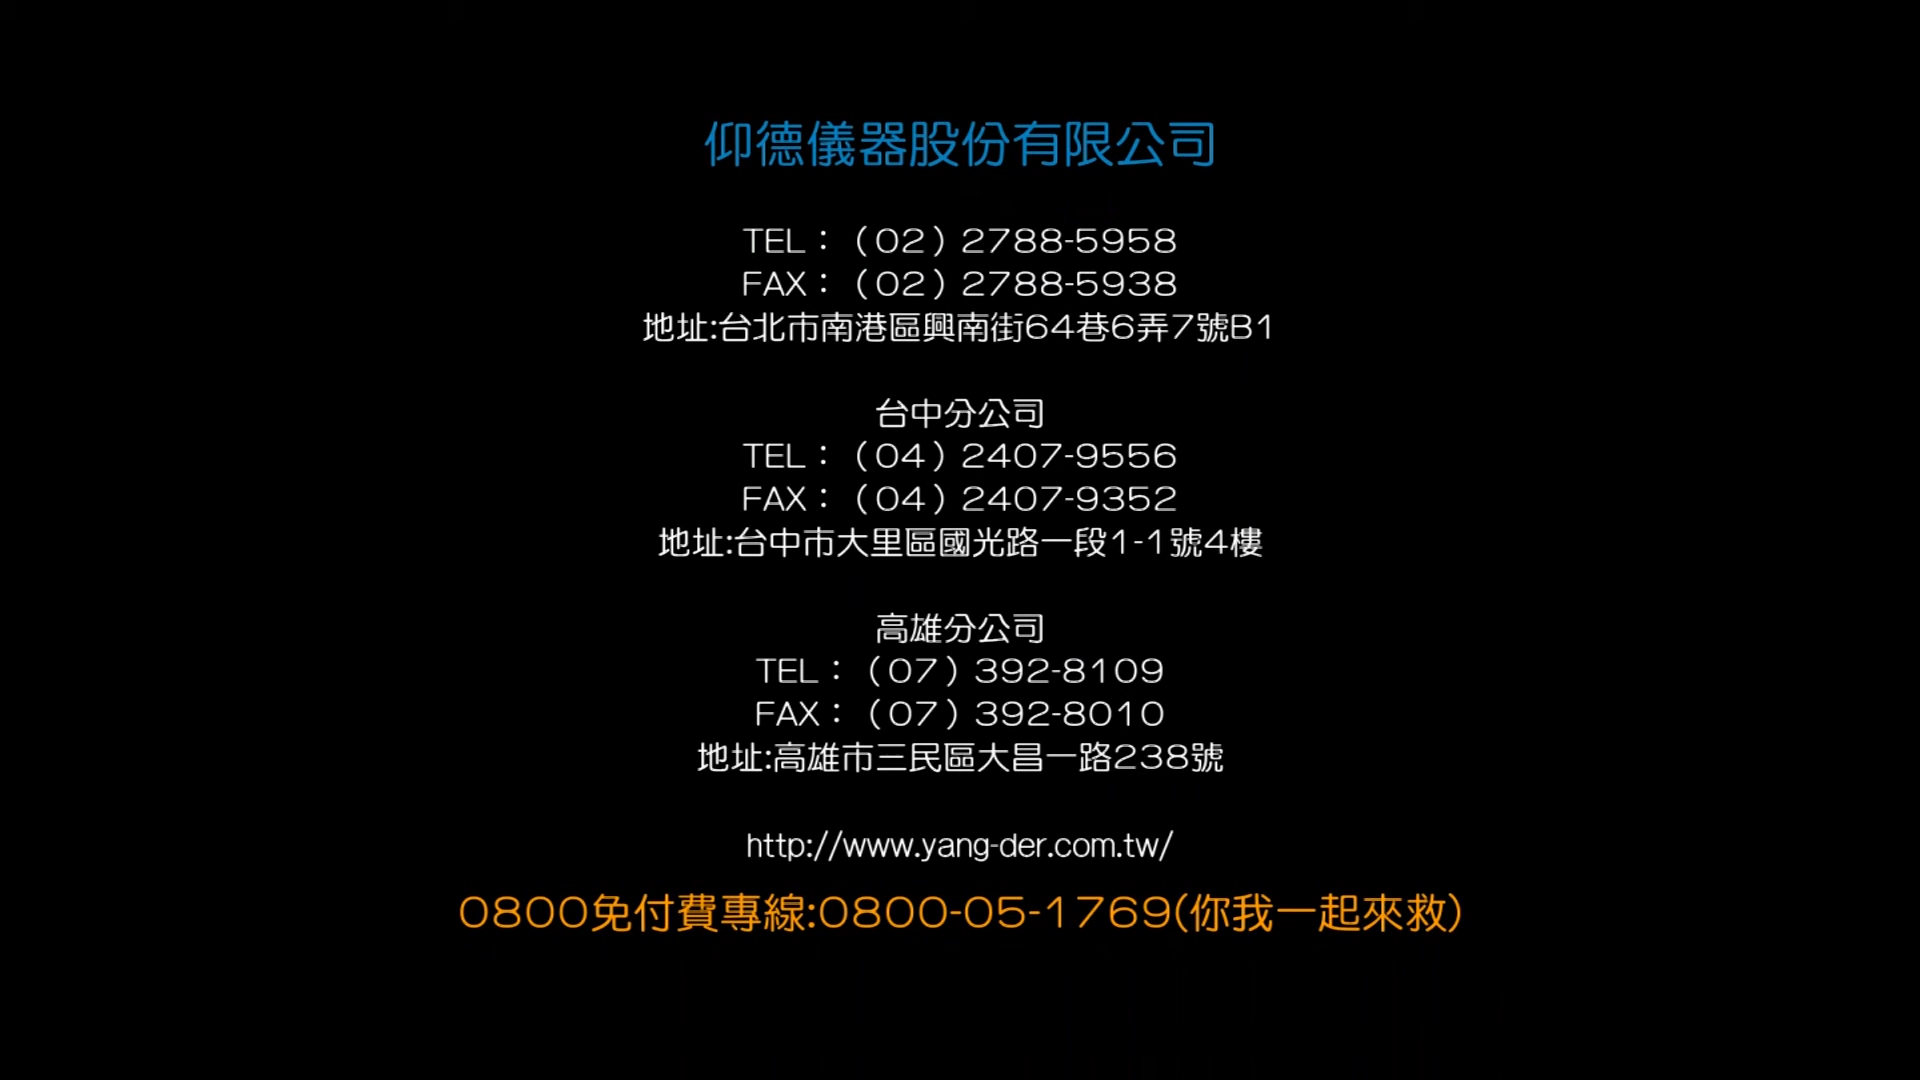 仰德儀器股份有限公司
TEL：（02）2788-5958
FAX：（02）2788-5938
地址:台北市南港區興南街64巷6弄7號B1
台中分公司
TEL：（04）2407-9556
FAX：（04）2407-9352
地址:台中市大里區國光路一段1-1號4樓
高雄分公司
TEL：（07）392-8109
FAX：（07）392-8010
地址:高雄市三民區大昌一路238號
http://www.yang-der.com.tw/
0800免付費專線:0800-05-1769(你我一起來救)